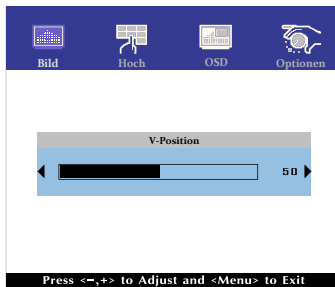 Bild Hoch OSD Optionen
V-Position
50
Press <−,+> to Adjust and <Menu> to Exit